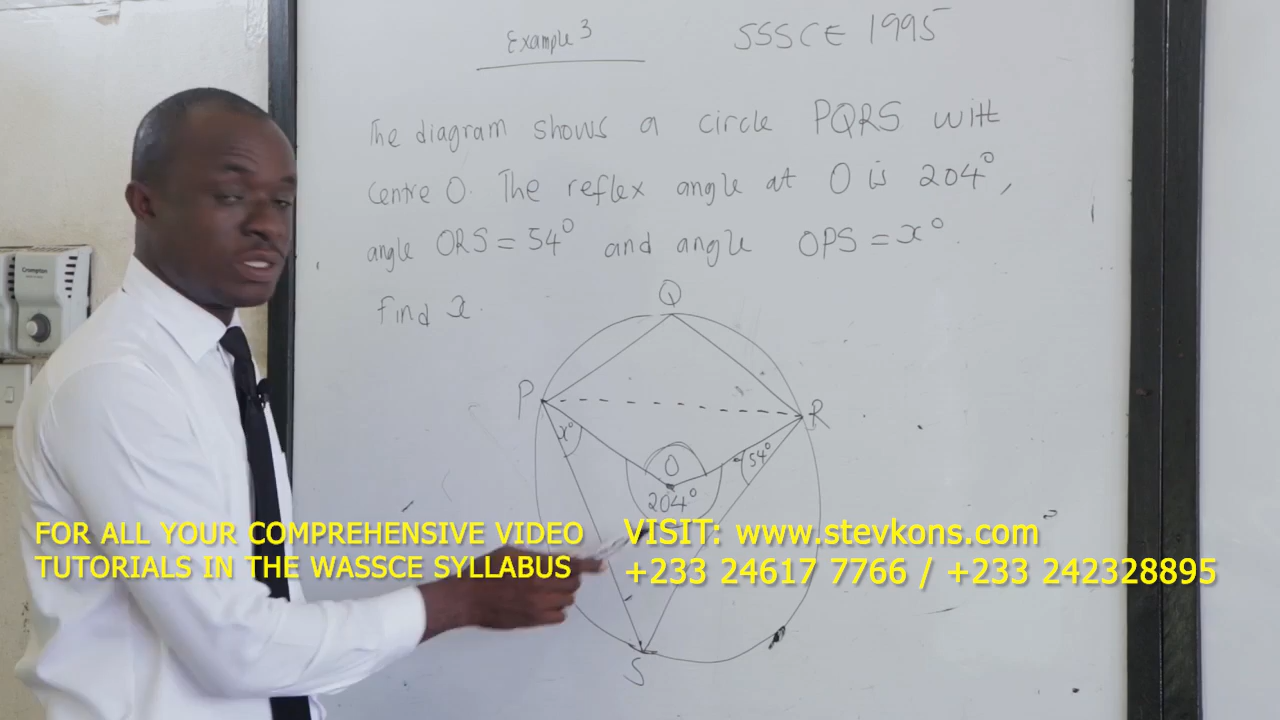 Example 3
SSSCE 1995
The diagram shows a circle PQRS with
centre O. The reflex angle at O is 204°,
angle ORS = 54° and angle OPS = x°.
find x.
Q
P
R
x°
54°
O
204°
S
FOR ALL YOUR COMPREHENSIVE VIDEO
TUTORIALS IN THE WASSCE SYLLABUS
VISIT: www.stevkons.com
+233 24617 7766 / +233 242328895
Crompton